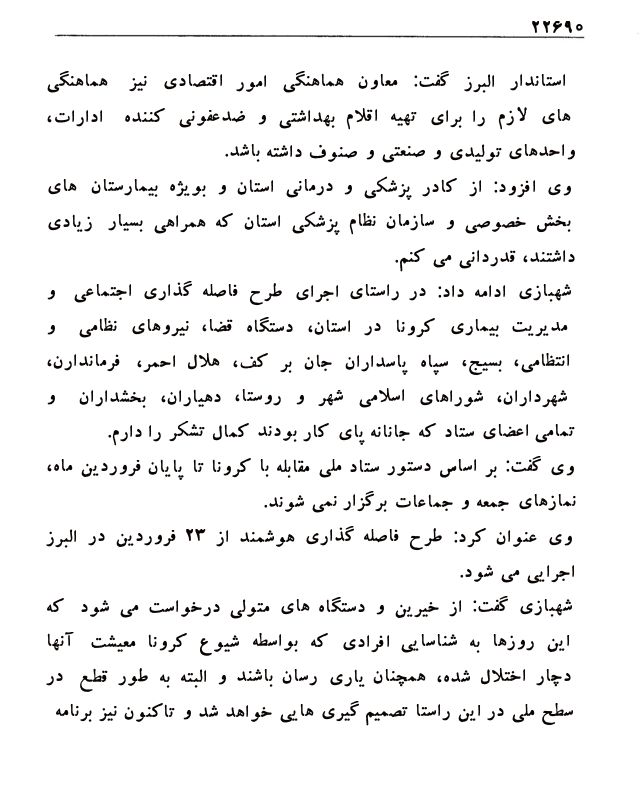 ۲۲۶۹۰
استاندار البرز گفت: معاون هماهنگی امور اقتصادی نیز هماهنگی
های لازم را برای تهیه اقلام بهداشتی و ضدعفونی کننده ادارات،
واحدهای تولیدی و صنعتی و صنوف داشته باشد.
وی افزود: از کادر پزشکی و درمانی استان و بویژه بیمارستان های
بخش خصوصی و سازمان نظام پزشکی استان که همراهی بسیار زیادی
داشتند، قدردانی می کنم.
شهبازی ادامه داد: در راستای اجرای طرح فاصله گذاری اجتماعی و
مدیریت بیماری کرونا در استان، دستگاه قضا، نیروهای نظامی و
انتظامی، بسیج، سپاه پاسداران جان بر کف، هلال احمر، فرماندارن،
شهرداران، شوراهای اسلامی شهر و روستا، دهیاران، بخشداران و
تمامی اعضای ستاد که جانانه پای کار بودند کمال تشکر را دارم.
وی گفت: بر اساس دستور ستاد ملی مقابله با کرونا تا پایان فروردین ماه،
نمازهای جمعه و جماعات برگزار نمی شوند.
وی عنوان کرد: طرح فاصله گذاری هوشمند از ۲۳ فروردین در البرز
اجرایی می شود.
شهبازی گفت: از خیرین و دستگاه های متولی درخواست می شود که
این روزها به شناسایی افرادی که بواسطه شیوع کرونا معیشت آنها
دچار اختلال شده، همچنان یاری رسان باشند و البته به طور قطع در
سطح ملی در این راستا تصمیم گیری هایی خواهد شد و تاکنون نیز برنامه